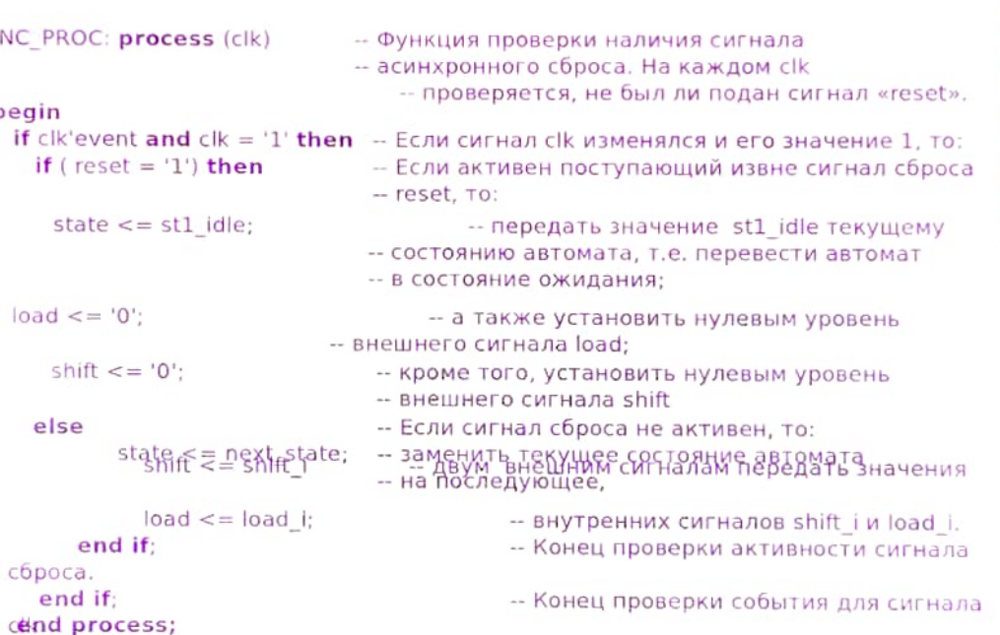 NC_PROC: process (clk) -- Функция проверки наличия сигнала
-- асинхронного сброса. На каждом clk
-- проверяется, не был ли подан сигнал «reset».
begin
if clk'event and clk = '1' then -- Если сигнал clk изменялся и его значение 1, то:
if ( reset = '1') then -- Если активен поступающий извне сигнал сброса
-- reset, то:
state <= st1_idle; -- передать значение st1_idle текущему
-- состоянию автомата, т.е. перевести автомат
-- в состояние ожидания;
load <= '0'; -- а также установить нулевым уровень
-- внешнего сигнала load;
shift <= '0'; -- кроме того, установить нулевым уровень
-- внешнего сигнала shift
else -- Если сигнал сброса не активен, то:
state <= next_state; -- заменить текущее состояние автомата
shift <= shift_i -- двум внешним сигналам передать значения
-- на последующее,
load <= load_i; -- внутренних сигналов shift_i и load_i.
end if; -- Конец проверки активности сигнала
сброса.
end if; -- Конец проверки события для сигнала
end process;